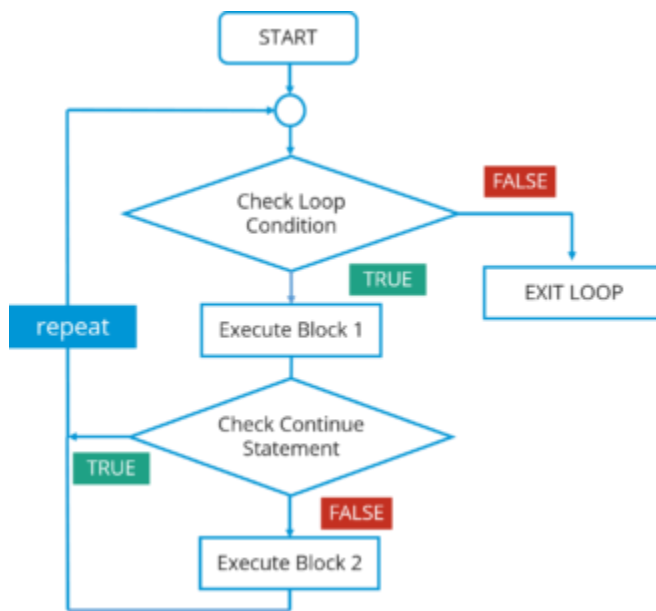 START
FALSE
Check Loop
Condition
TRUE
EXIT LOOP
repeat
Execute Block 1
Check Continue
Statement
TRUE
FALSE
Execute Block 2